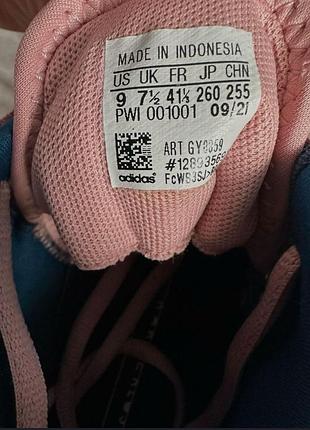 MADE IN INDONESIA
US UK FR JP CHN
9 7½ 41⅓ 260 255
PWI 001001 09/21
ART
adidas